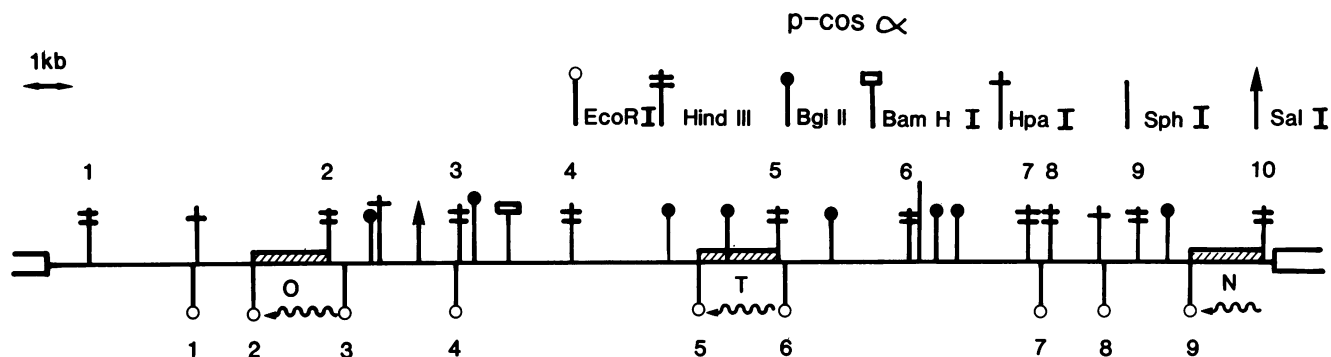 p-cos α
1kb
EcoR I Hind III Bgl II Bam H I Hpa I Sph I Sal I
1 2 3 4 5 6 7 8 9 10
O T N
1 2 3 4 5 6 7 8 9